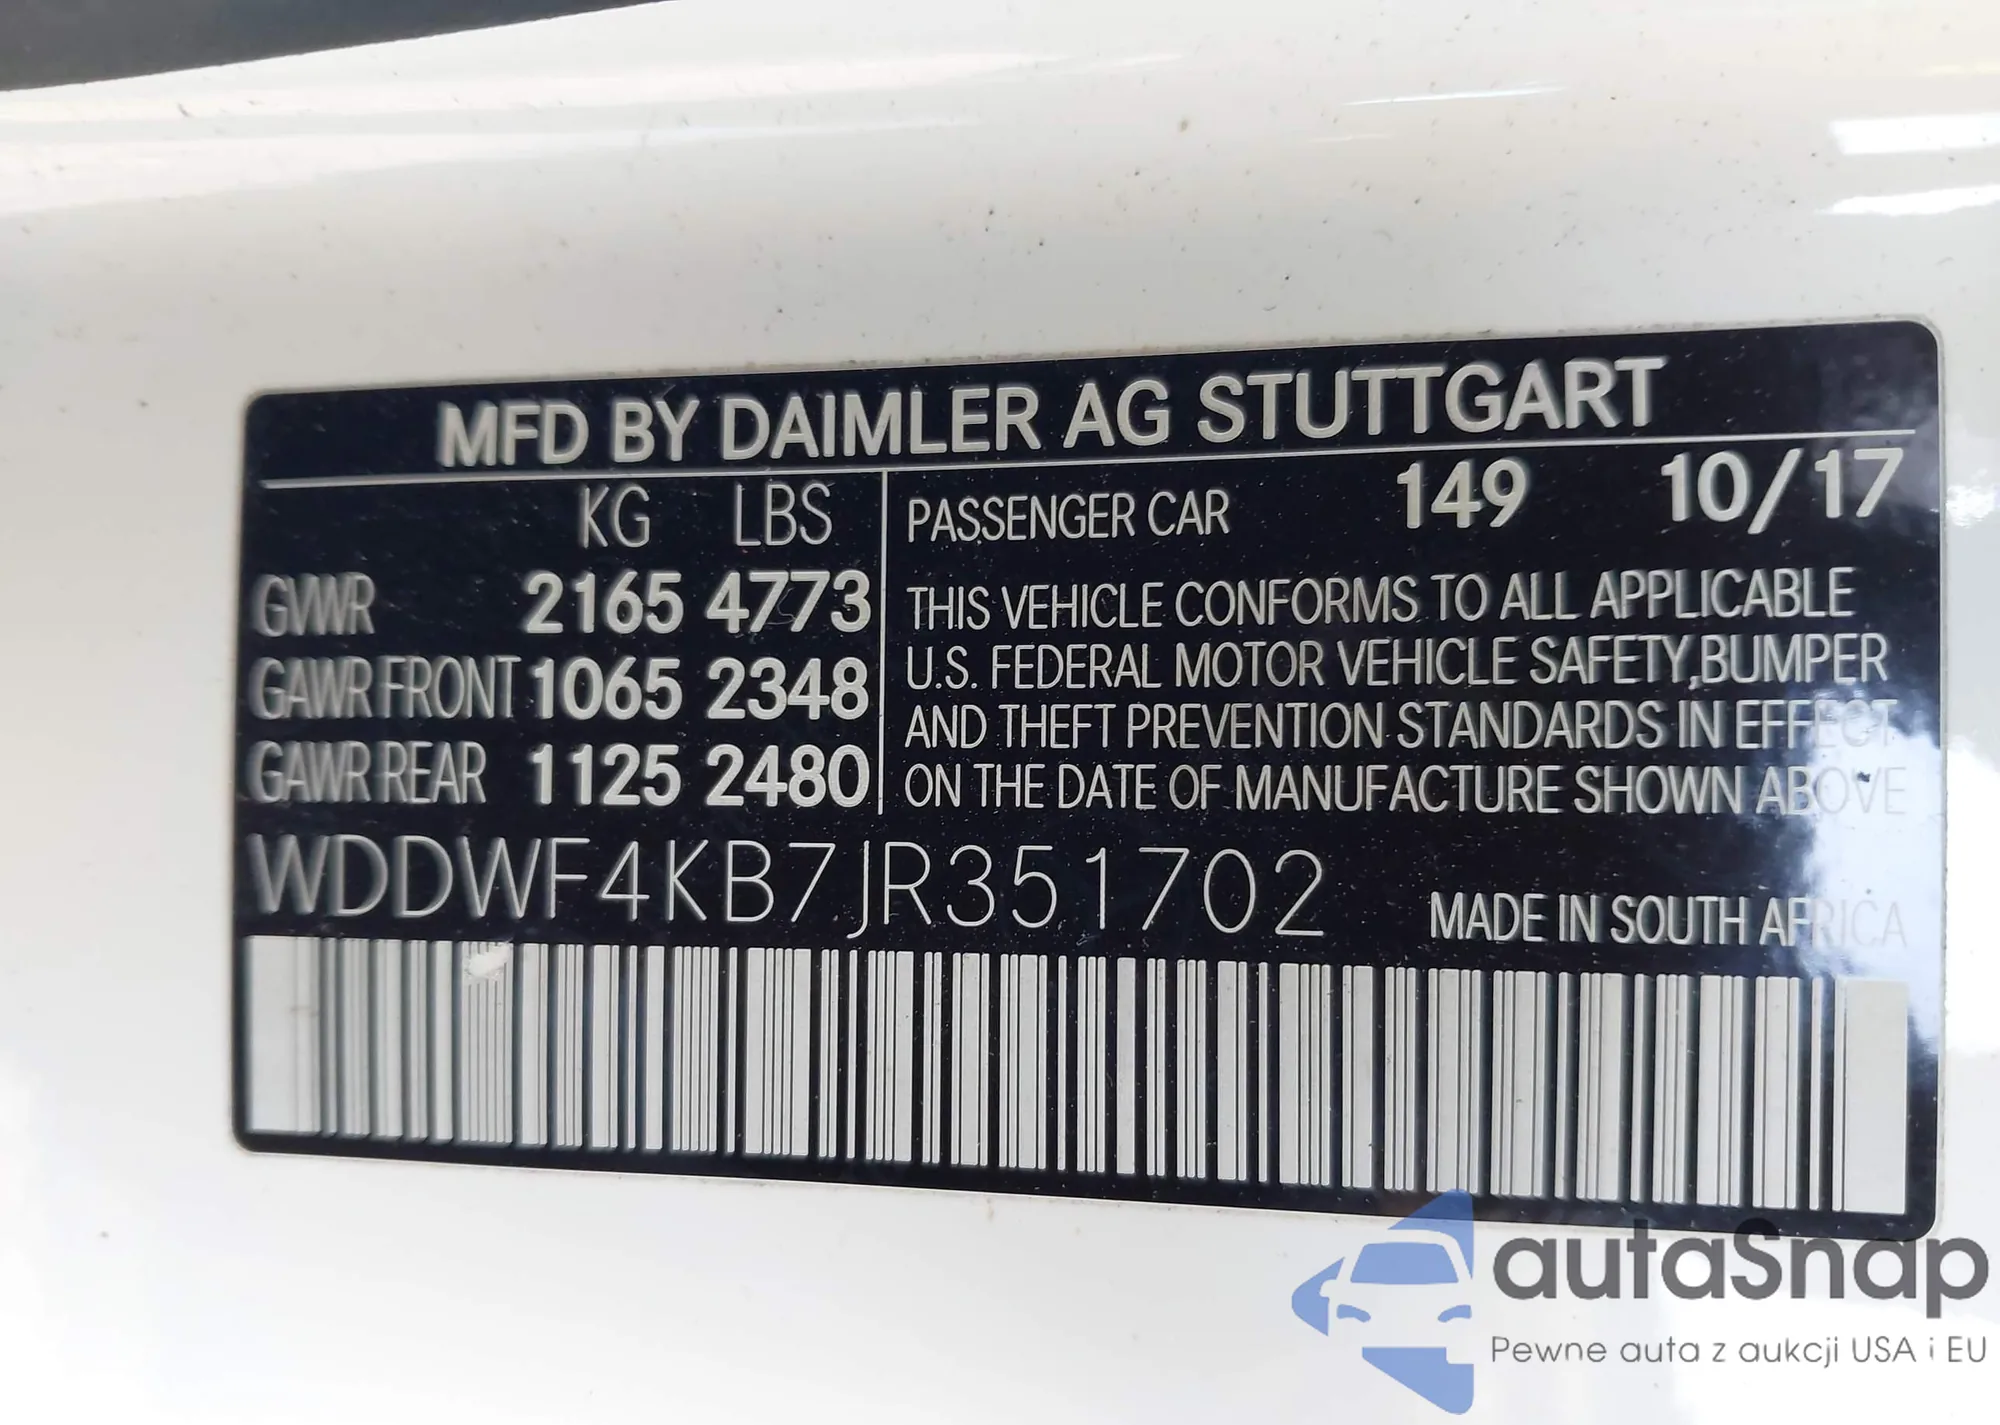 MFD BY DAIMLER AG STUTTGART
KG LBS
GVWR 2165 4773
GAWR FRONT 1065 2348
GAWR REAR 1125 2480
PASSENGER CAR 149 10/17
THIS VEHICLE CONFORMS TO ALL APPLICABLE
U.S. FEDERAL MOTOR VEHICLE SAFETY,BUMPER
AND THEFT PREVENTION STANDARDS IN EFFECT
ON THE DATE OF MANUFACTURE SHOWN ABOVE
WDDWF4KB7JR351702
MADE IN SOUTH AFRICA
autaSnap
Pewne auta z aukcji USA i EU